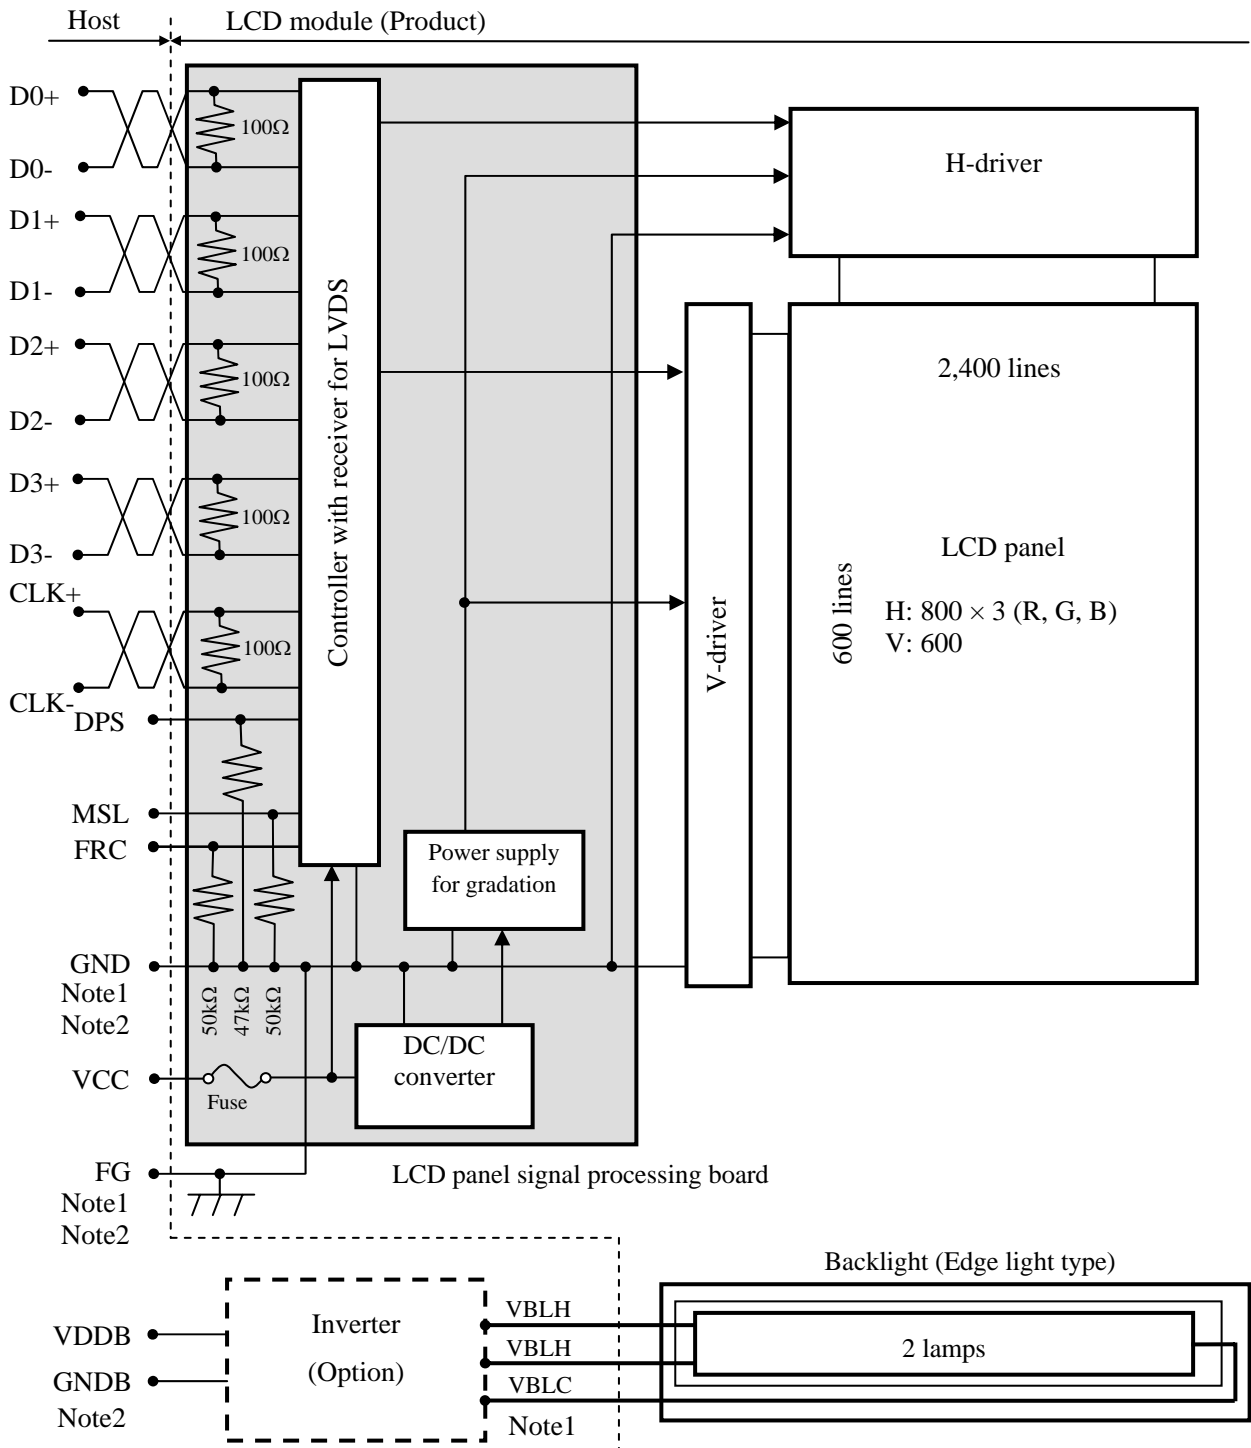 Host
LCD module (Product)
D0+
100Ω
D0-
H-driver
D1+
100Ω
D1-
D2+
100Ω
D2-
D3+
100Ω
D3-
CLK+
100Ω
CLK-
DPS
MSL
FRC
Controller with receiver for LVDS
2,400 lines
600 lines
LCD panel
H: 800 × 3 (R, G, B)
V: 600
V-driver
Power supply
for gradation
GND
Note1
Note2
50kΩ
47kΩ
50kΩ
DC/DC
converter
VCC
Fuse
FG
Note1
Note2
LCD panel signal processing board
Backlight (Edge light type)
Inverter
(Option)
VDDB
GNDB
Note2
VBLH
VBLH
VBLC
Note1
2 lamps